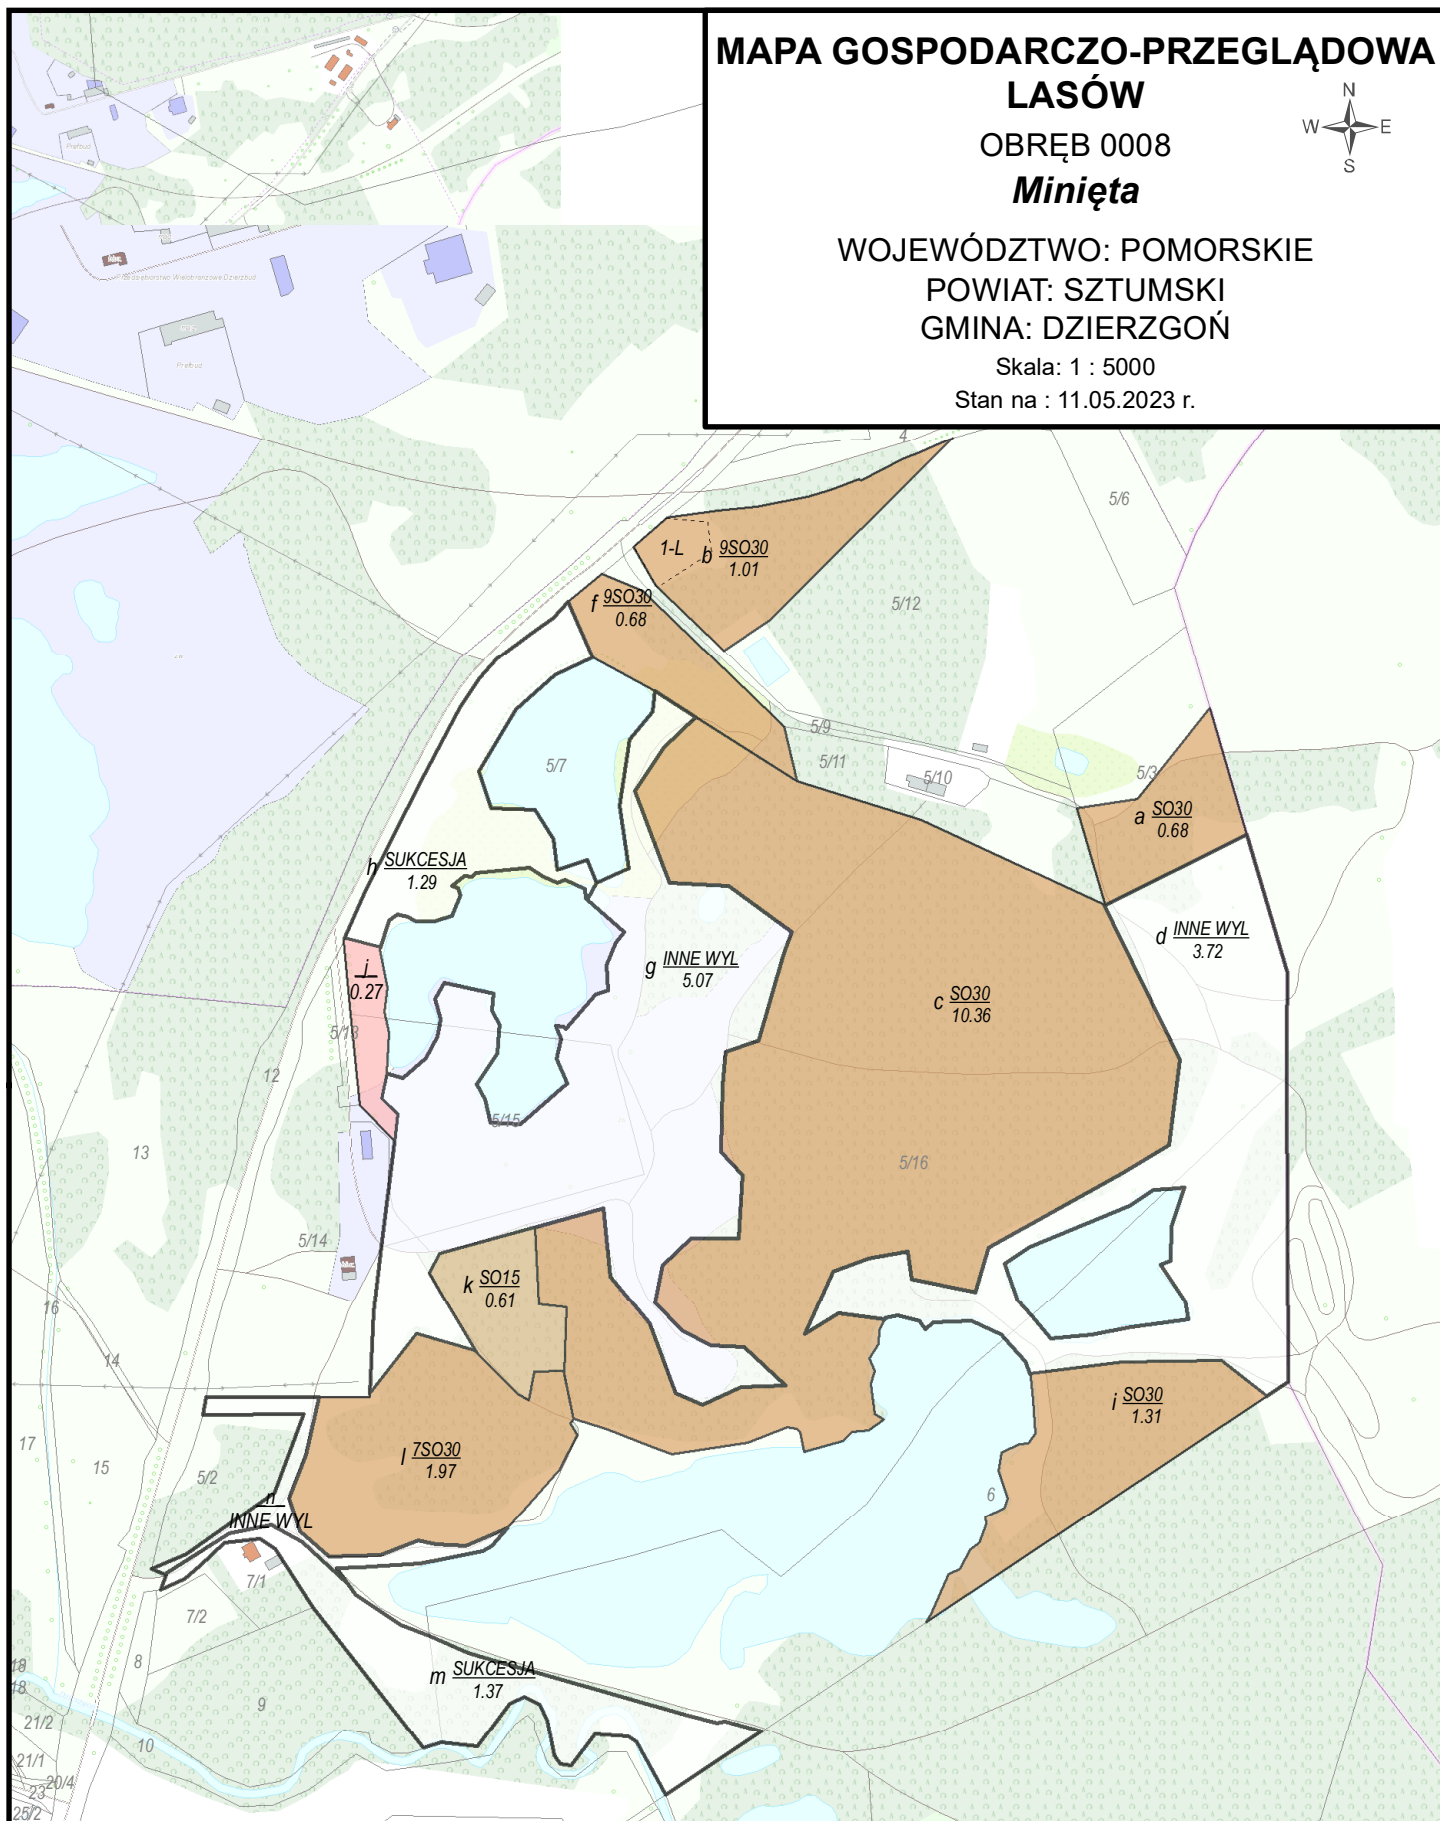 MAPA GOSPODARCZO-PRZEGLĄDOWA
LASÓW
OBRĘB 0008
Minięta
WOJEWÓDZTWO: POMORSKIE
POWIAT: SZTUMSKI
GMINA: DZIERZGOŃ
Skala: 1 : 5000
Stan na : 11.05.2023 r.
N
W E
S
Prefbud
Prefbud
4
5/6
1-L
b 9SO30
1.01
f 9SO30
0.68
5/12
5/9
5/11
5/10
5/7
5/3
a SO30
0.68
h SUKCESJA
1.29
d INNE WYL
3.72
g INNE WYL
5.07
j
0.27
c SO30
10.36
5/13
12
5/15
13
5/16
5/14
k SO15
0.61
16
14
i SO30
1.31
17
15
l 7SO30
1.97
5/2
n
INNE WYL
6
7/1
7/2
8
m SUKCESJA
1.37
18
18
9
21/2
10
21/1
20/4
23
25/2